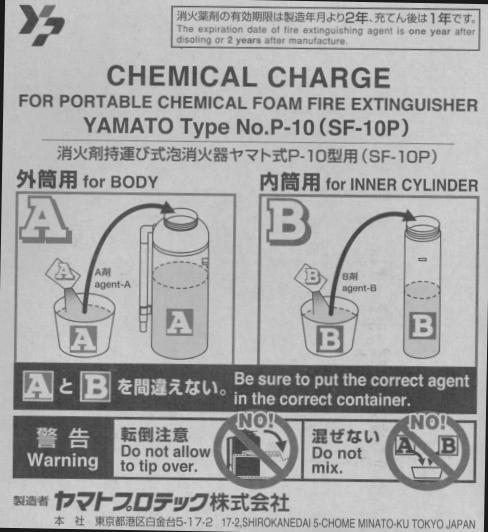 YP
消火薬剤の有効期限は製造年月より2年、充てん後は1年です。
The expiration date of fire extinguishing agent is one year after
disoling or 2 years after manufacture.
CHEMICAL CHARGE
FOR PORTABLE CHEMICAL FOAM FIRE EXTINGUISHER
YAMATO Type No.P-10(SF-10P)
消火剤持運び式泡消火器ヤマト式P-10型用(SF-10P)
外筒用 for BODY
内筒用 for INNER CYLINDER
A
A
A剤
agent-A
A
A
B
B
B剤
agent-B
B
B
AとBを間違えない。
Be sure to put the correct agent
in the correct container.
警告
Warning
転倒注意
Do not allow
to tip over.
NO!
混ぜない
Do not
mix.
NO!
A
B
製造者 ヤマトプロテック株式会社
本 社 東京都港区白金台5-17-2 17-2,SHIROKANEDAI 5-CHOME MINATO-KU TOKYO JAPAN